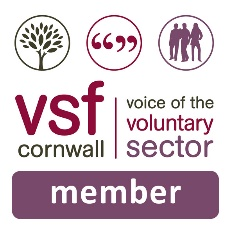 “”
vsf
cornwall
voice of the
voluntary
sector
member